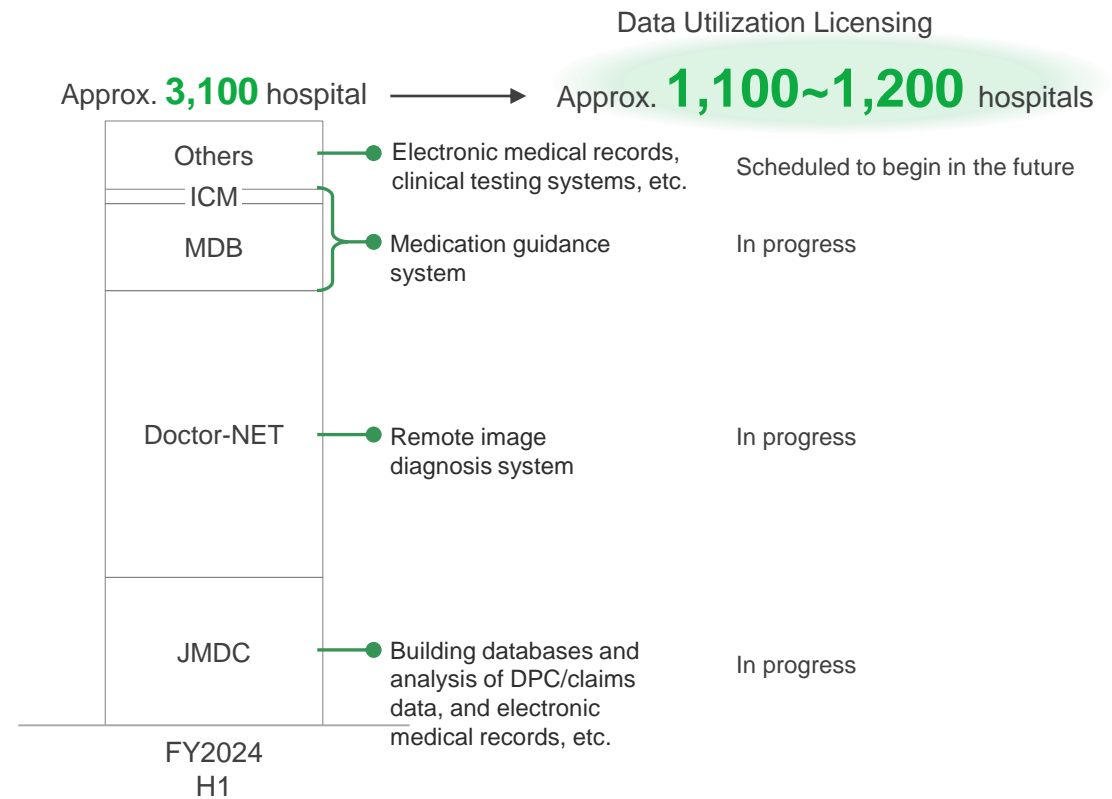 Data Utilization Licensing
Approx. 3,100 hospital
Approx. 1,100~1,200 hospitals
Others
Electronic medical records,
clinical testing systems, etc.
Scheduled to begin in the future
ICM
MDB
Medication guidance
system
In progress
Doctor-NET
Remote image
diagnosis system
In progress
JMDC
Building databases and
analysis of DPC/claims
data, and electronic
medical records, etc.
In progress
FY2024
H1